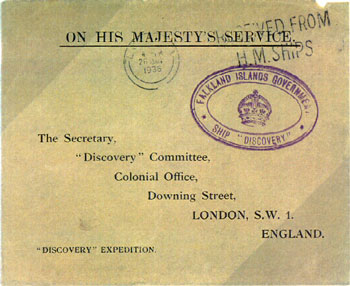 ON HIS MAJESTY'S SERVICE.
RECEIVED FROM
H.M. SHIPS
1936
FALKLAND ISLANDS GOVERNMENT
SHIP "DISCOVERY"
The Secretary,
"Discovery" Committee,
Colonial Office,
Downing Street,
LONDON, S.W. 1.
ENGLAND.
"DISCOVERY" EXPEDITION.